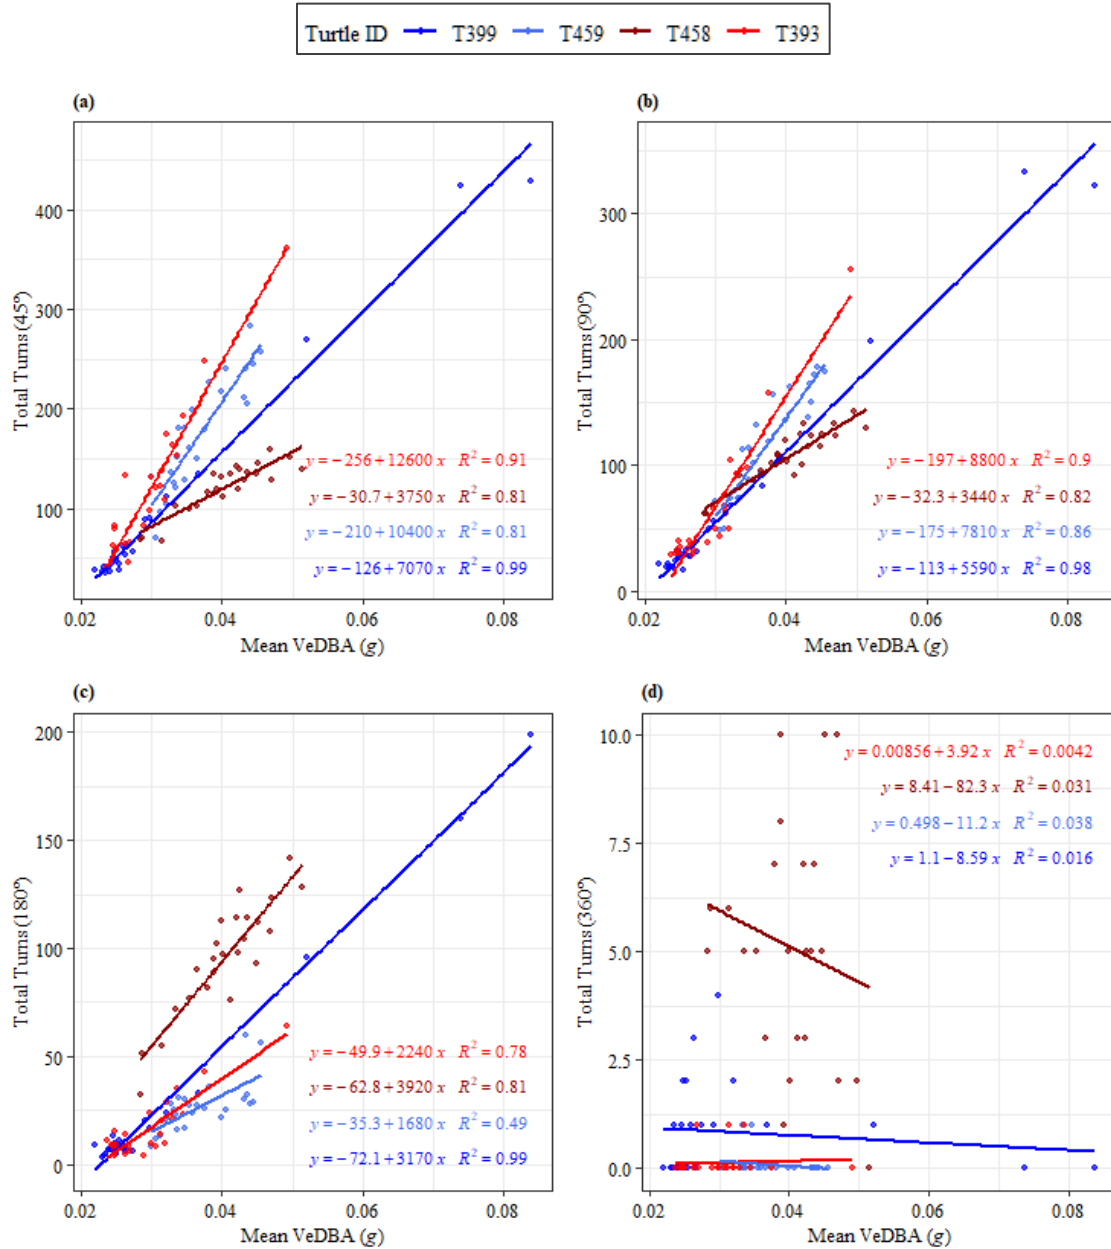 Turtle ID T399 T459 T458 T393
(a)
Total Turns (45º)
400
300
200
100
y = −256 + 12600 x R² = 0.91
y = −30.7 + 3750 x R² = 0.81
y = −210 + 10400 x R² = 0.81
y = −126 + 7070 x R² = 0.99
0.02 0.04 0.06 0.08
Mean VeDBA (g)
(b)
Total Turns (90º)
300
200
100
0
y = −197 + 8800 x R² = 0.9
y = −32.3 + 3440 x R² = 0.82
y = −175 + 7810 x R² = 0.86
y = −113 + 5590 x R² = 0.98
0.02 0.04 0.06 0.08
Mean VeDBA (g)
(c)
Total Turns (180º)
200
150
100
50
0
y = −49.9 + 2240 x R² = 0.78
y = −62.8 + 3920 x R² = 0.81
y = −35.3 + 1680 x R² = 0.49
y = −72.1 + 3170 x R² = 0.99
0.02 0.04 0.06 0.08
Mean VeDBA (g)
(d)
Total Turns (360º)
10.0
7.5
5.0
2.5
0.0
y = 0.00856 + 3.92 x R² = 0.0042
y = 8.41 − 82.3 x R² = 0.031
y = 0.498 − 11.2 x R² = 0.038
y = 1.1 − 8.59 x R² = 0.016
0.02 0.04 0.06 0.08
Mean VeDBA (g)